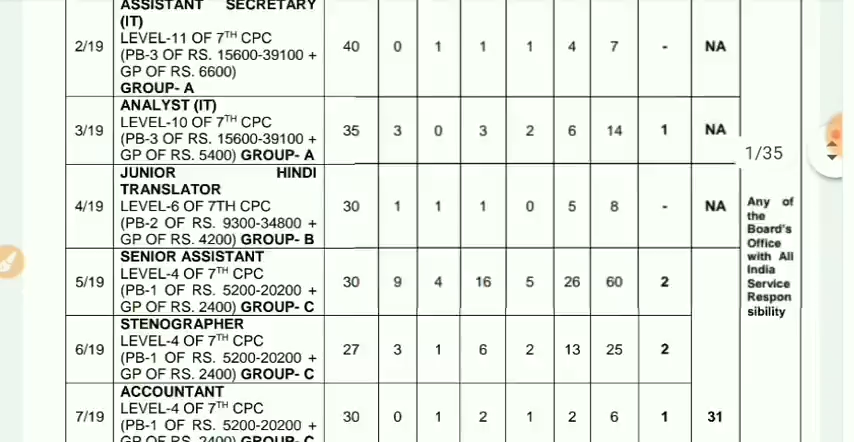 ASSISTANT SECRETARY
(IT)
2/19 LEVEL-11 OF 7TH CPC 40 0 1 1 1 4 7 - NA
(PB-3 OF RS. 15600-39100 +
GP OF RS. 6600)
GROUP- A
ANALYST (IT)
3/19 LEVEL-10 OF 7TH CPC 35 3 0 3 2 6 14 1 NA
(PB-3 OF RS. 15600-39100 +
GP OF RS. 5400) GROUP- A
1/35
JUNIOR HINDI
TRANSLATOR
4/19 LEVEL-6 OF 7TH CPC 30 1 1 1 0 5 8 - NA
(PB-2 OF RS. 9300-34800 +
GP OF RS. 4200) GROUP- B
Any of
the
Board's
Office
with All
India
Service
Respon
sibility
SENIOR ASSISTANT
5/19 LEVEL-4 OF 7TH CPC 30 9 4 16 5 26 60 2
(PB-1 OF RS. 5200-20200 +
GP OF RS. 2400) GROUP- C
STENOGRAPHER
6/19 LEVEL-4 OF 7TH CPC 27 3 1 6 2 13 25 2
(PB-1 OF RS. 5200-20200 +
GP OF RS. 2400) GROUP- C
ACCOUNTANT
7/19 LEVEL-4 OF 7TH CPC 30 0 1 2 1 2 6 1 31
(PB-1 OF RS. 5200-20200 +
GP OF RS. 2400) GROUP- C